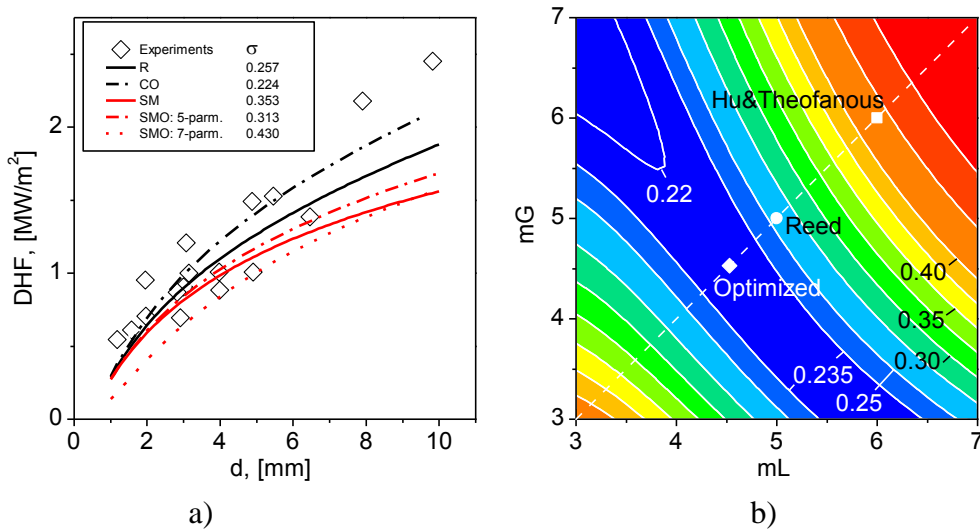 Experiments σ
R 0.257
CO 0.224
SM 0.353
SMO: 5-parm. 0.313
SMO: 7-parm. 0.430
DHF, [MW/m²]
2
1
0
0 2 4 6 8 10
d, [mm]
a)
mG
7
6
5
4
3
Hu&Theofanous
0.22
Reed
Optimized
0.40
0.35
0.30
0.235
0.25
3 4 5 6 7
mL
b)